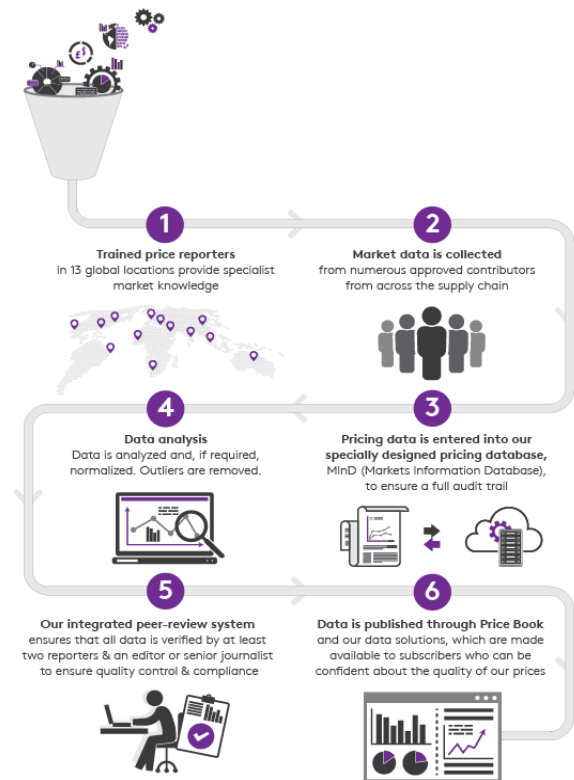 1
Trained price reporters
in 13 global locations provide specialist
market knowledge
2
Market data is collected
from numerous approved contributors
from across the supply chain
3
Pricing data is entered into our
specially designed pricing database,
MInD (Markets Information Database),
to ensure a full audit trail
4
Data analysis
Data is analyzed and, if required,
normalized. Outliers are removed.
5
Our integrated peer-review system
ensures that all data is verified by at least
two reporters & an editor or senior journalist
to ensure quality control & compliance
6
Data is published through Price Book
and our data solutions, which are made
available to subscribers who can be
confident about the quality of our prices